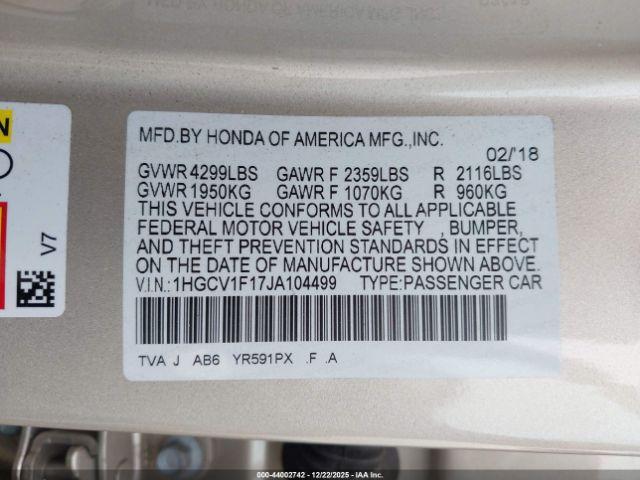 MFD.BY HONDA OF AMERICA MFG.,INC.
02/'18
GVWR 4299LBS GAWR F 2359LBS R 2116LBS
GVWR 1950KG GAWR F 1070KG R 960KG
THIS VEHICLE CONFORMS TO ALL APPLICABLE
FEDERAL MOTOR VEHICLE SAFETY , BUMPER,
AND THEFT PREVENTION STANDARDS IN EFFECT
ON THE DATE OF MANUFACTURE SHOWN ABOVE.
V.I.N.:1HGCV1F17JA104499 TYPE:PASSENGER CAR
TVA J AB6 YR591PX .F .A
V7
000-44002742 - 12/22/2025 - IAA Inc.